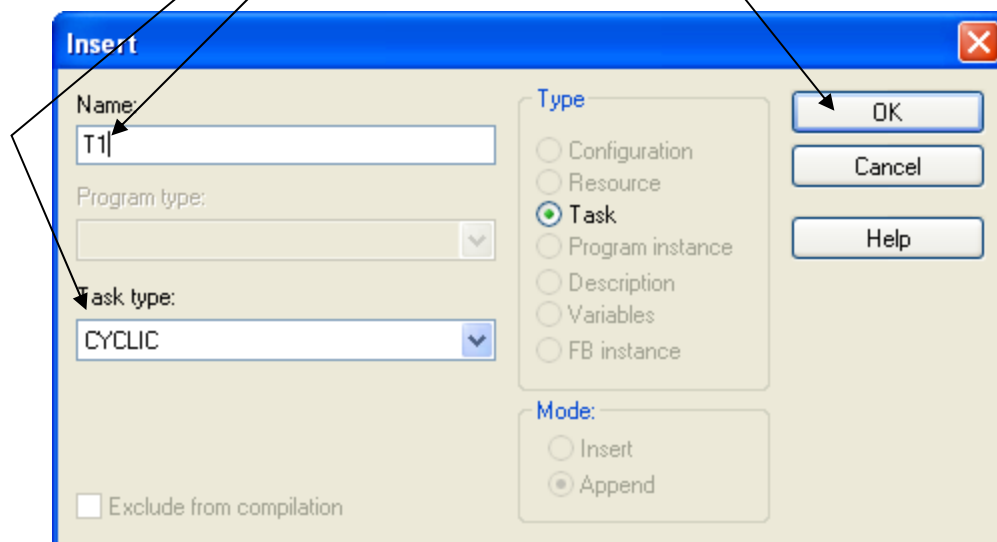 Insert
Name:
T1
Program type:
Task type:
CYCLIC
Exclude from compilation
Type
Configuration
Resource
Task
Program instance
Description
Variables
FB instance
Mode:
Insert
Append
OK
Cancel
Help